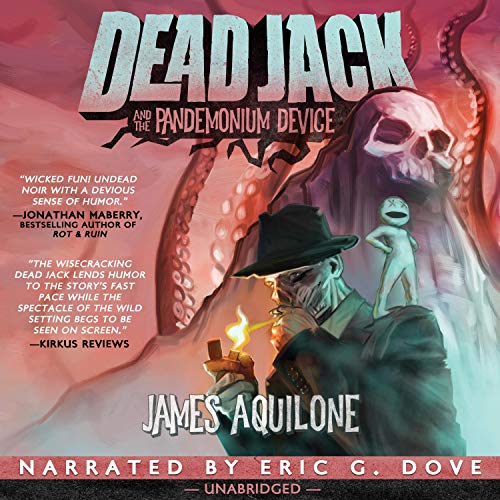 DEAD JACK
AND THE PANDEMONIUM DEVICE
“WICKED FUN! UNDEAD
NOIR WITH A DEVIOUS
SENSE OF HUMOR.”
—JONATHAN MABERRY,
BESTSELLING AUTHOR OF
ROT & RUIN
“THE WISECRACKING
DEAD JACK LENDS HUMOR
TO THE STORY’S FAST
PACE WHILE THE
SPECTACLE OF THE WILD
SETTING BEGS TO BE
SEEN ON SCREEN.”
—KIRKUS REVIEWS
JAMES AQUILONE
NARRATED BY ERIC G. DOVE
— UNABRIDGED —